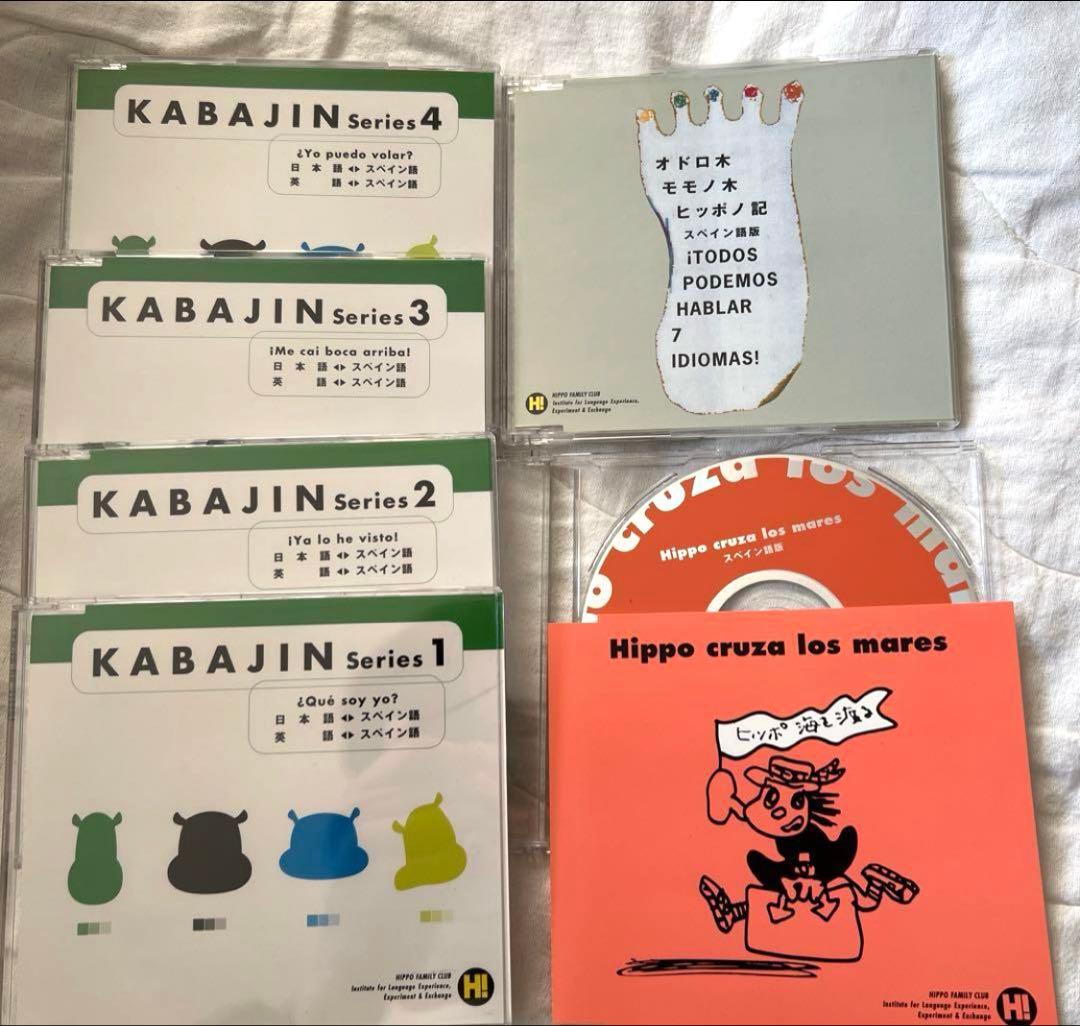 KABAJIN Series 4
¿Yo puedo volar?
日本語 ◂▸ スペイン語
英語 ◂▸ スペイン語
KABAJIN Series 3
¡Me cai boca arriba!
日本語 ◂▸ スペイン語
英語 ◂▸ スペイン語
KABAJIN Series 2
¡Ya lo he visto!
日本語 ◂▸ スペイン語
英語 ◂▸ スペイン語
KABAJIN Series 1
¿Qué soy yo?
日本語 ◂▸ スペイン語
英語 ◂▸ スペイン語
HIPPO FAMILY CLUB
Institute for Language Experience,
Experiment & Exchange
H!
オドロ木
モモノ木
ヒッポノ記
スペイン語版
¡TODOS
PODEMOS
HABLAR
7
IDIOMAS!
H!
HIPPO FAMILY CLUB
Institute for Language Experience,
Experiment & Exchange
cruza los mar
Hippo cruza los mares
スペイン語版
Hippo cruza los mares
ヒッポ 海を渡る
HIPPO FAMILY CLUB
Institute for Language Experience,
Experiment & Exchange
H!